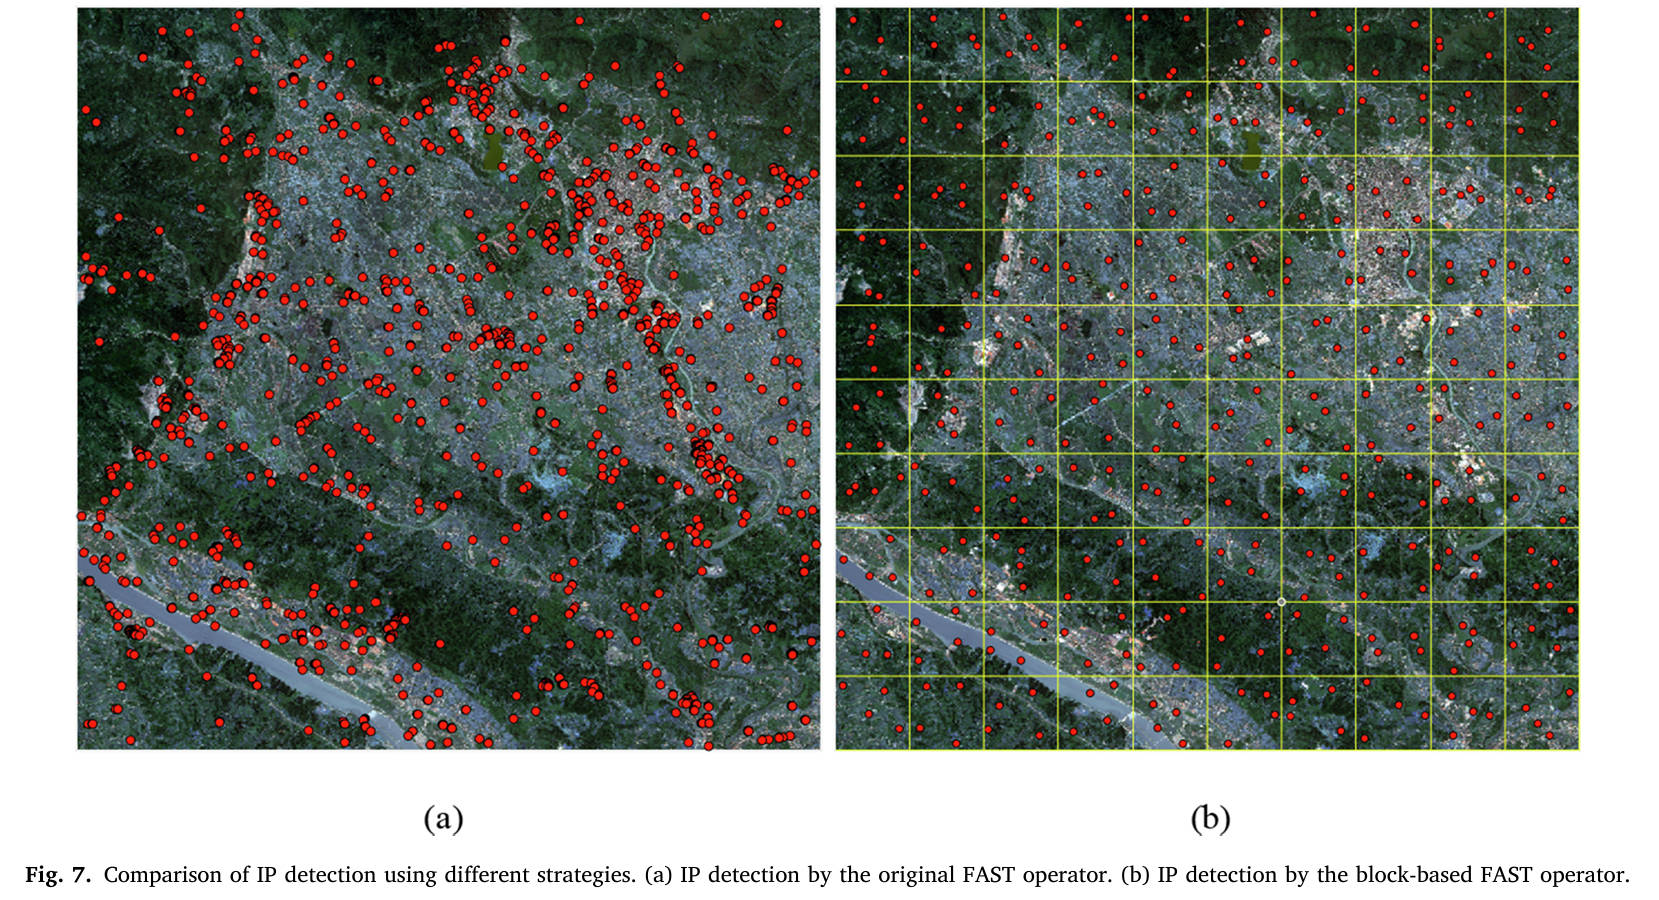 (a)
(b)
Fig. 7. Comparison of IP detection using different strategies. (a) IP detection by the original FAST operator. (b) IP detection by the block-based FAST operator.